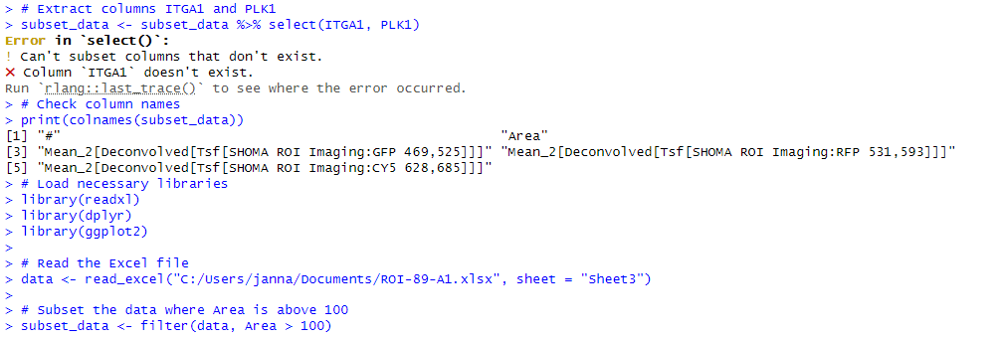 > # Extract columns ITGA1 and PLK1
> subset_data <- subset_data %>% select(ITGA1, PLK1)
Error in `select()`:
! Can't subset columns that don't exist.
✖ Column `ITGA1` doesn't exist.
Run `rlang::last_trace()` to see where the error occurred.
> # Check column names
> print(colnames(subset_data))
[1] "#" "Area"
[3] "Mean_2[Deconvolved[Tsf[SHOMA ROI Imaging:GFP 469,525]]]" "Mean_2[Deconvolved[Tsf[SHOMA ROI Imaging:RFP 531,593]]]"
[5] "Mean_2[Deconvolved[Tsf[SHOMA ROI Imaging:CY5 628,685]]]"
> # Load necessary libraries
> library(readxl)
> library(dplyr)
> library(ggplot2)
>
> # Read the Excel file
> data <- read_excel("C:/Users/janna/Documents/ROI-89-A1.xlsx", sheet = "Sheet3")
>
> # Subset the data where Area is above 100
> subset_data <- filter(data, Area > 100)